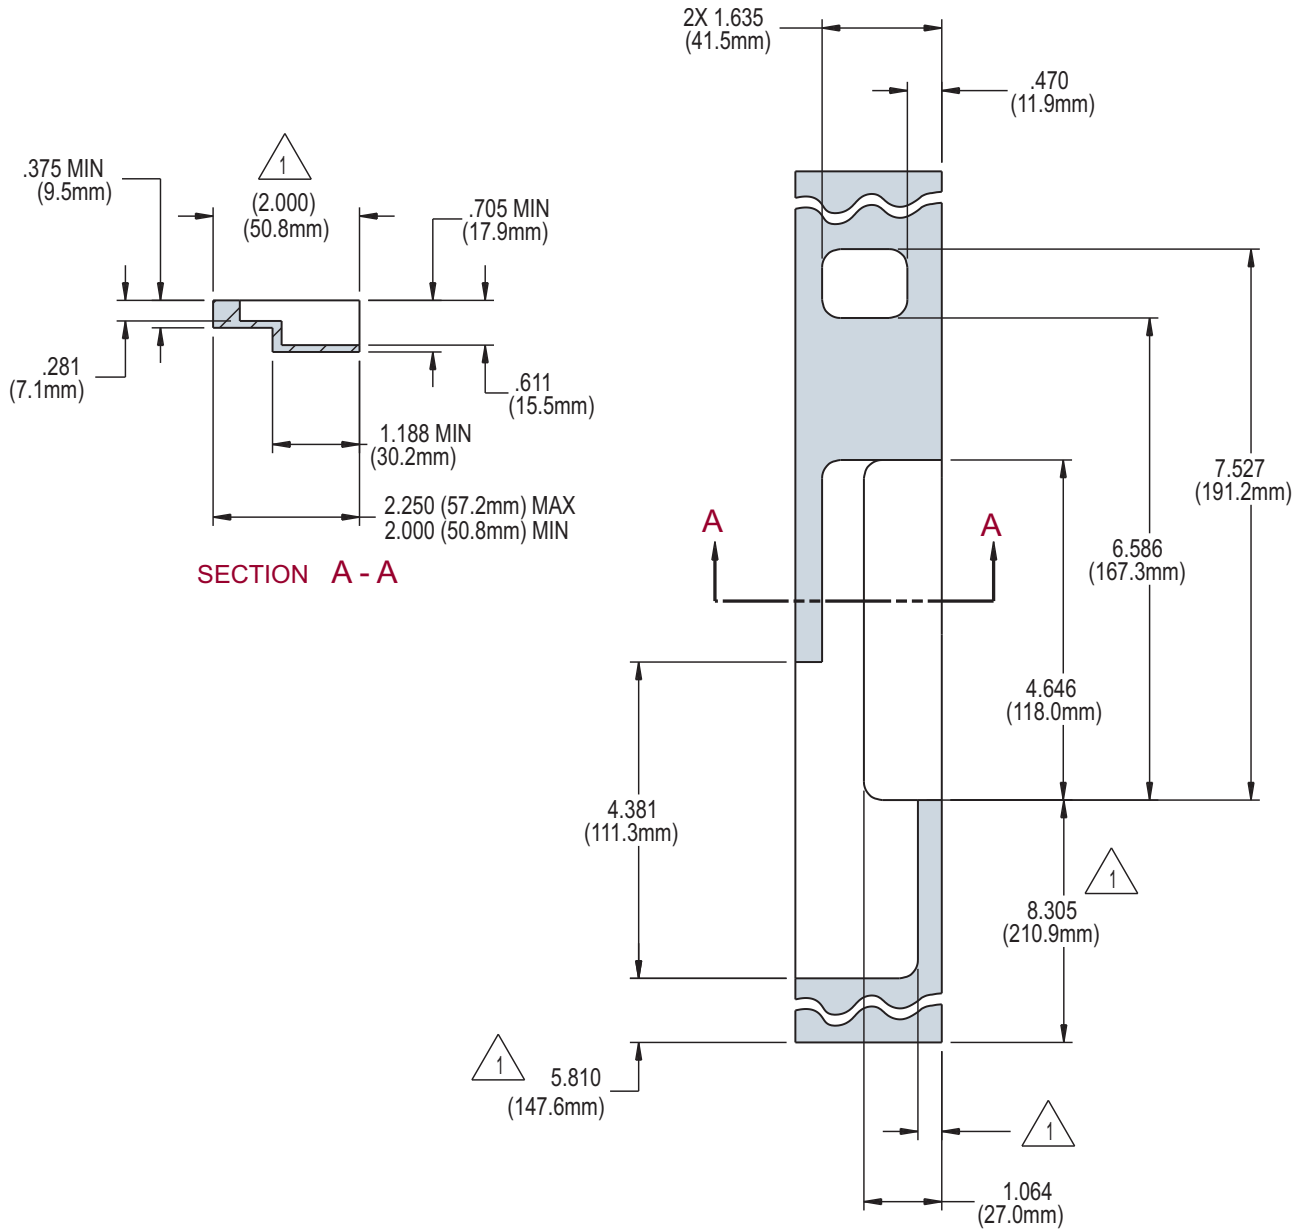 2X 1.635
(41.5mm)
.470
(11.9mm)
1
.375 MIN
(9.5mm)
(2.000)
(50.8mm)
.705 MIN
(17.9mm)
.281
(7.1mm)
.611
(15.5mm)
1.188 MIN
(30.2mm)
2.250 (57.2mm) MAX
2.000 (50.8mm) MIN
SECTION A - A
A
A
7.527
(191.2mm)
6.586
(167.3mm)
4.646
(118.0mm)
4.381
(111.3mm)
1
8.305
(210.9mm)
1
5.810
(147.6mm)
1
1.064
(27.0mm)